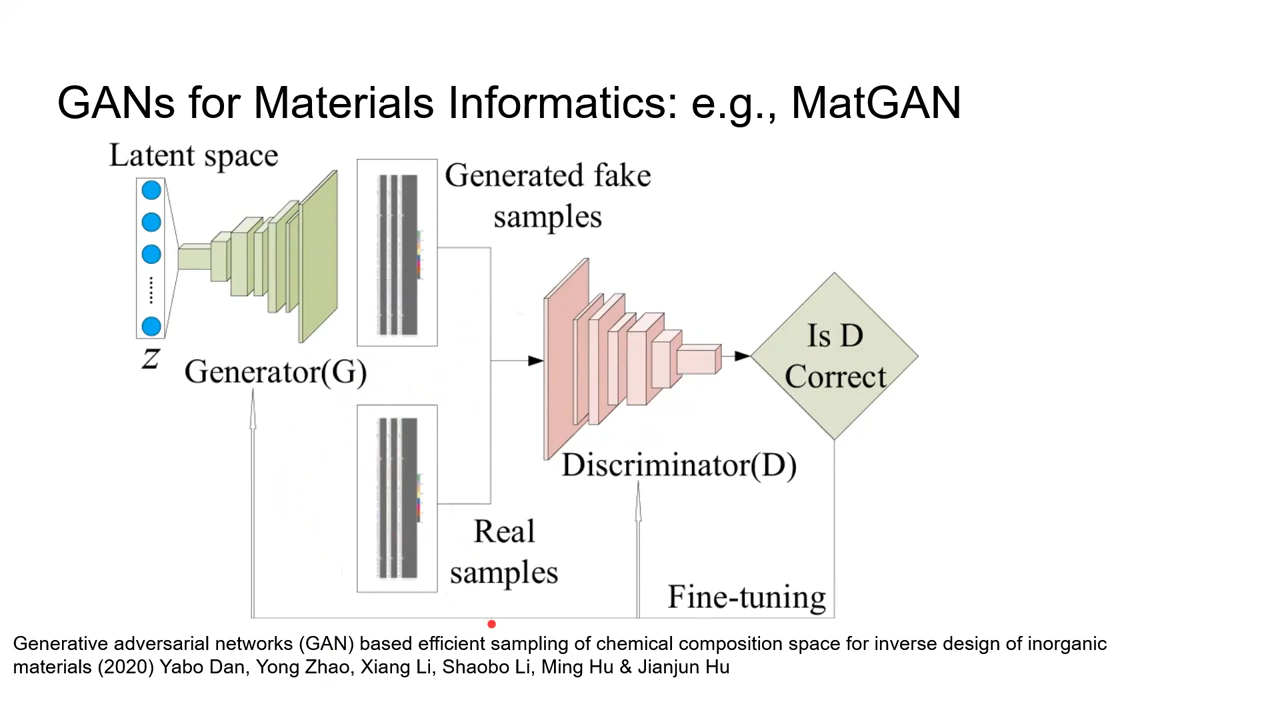 GANs for Materials Informatics: e.g., MatGAN
Latent space
Generated fake
samples
z
Generator(G)
Is D
Correct
Discriminator(D)
Real
samples
Fine-tuning
Generative adversarial networks (GAN) based efficient sampling of chemical composition space for inverse design of inorganic
materials (2020) Yabo Dan, Yong Zhao, Xiang Li, Shaobo Li, Ming Hu & Jianjun Hu